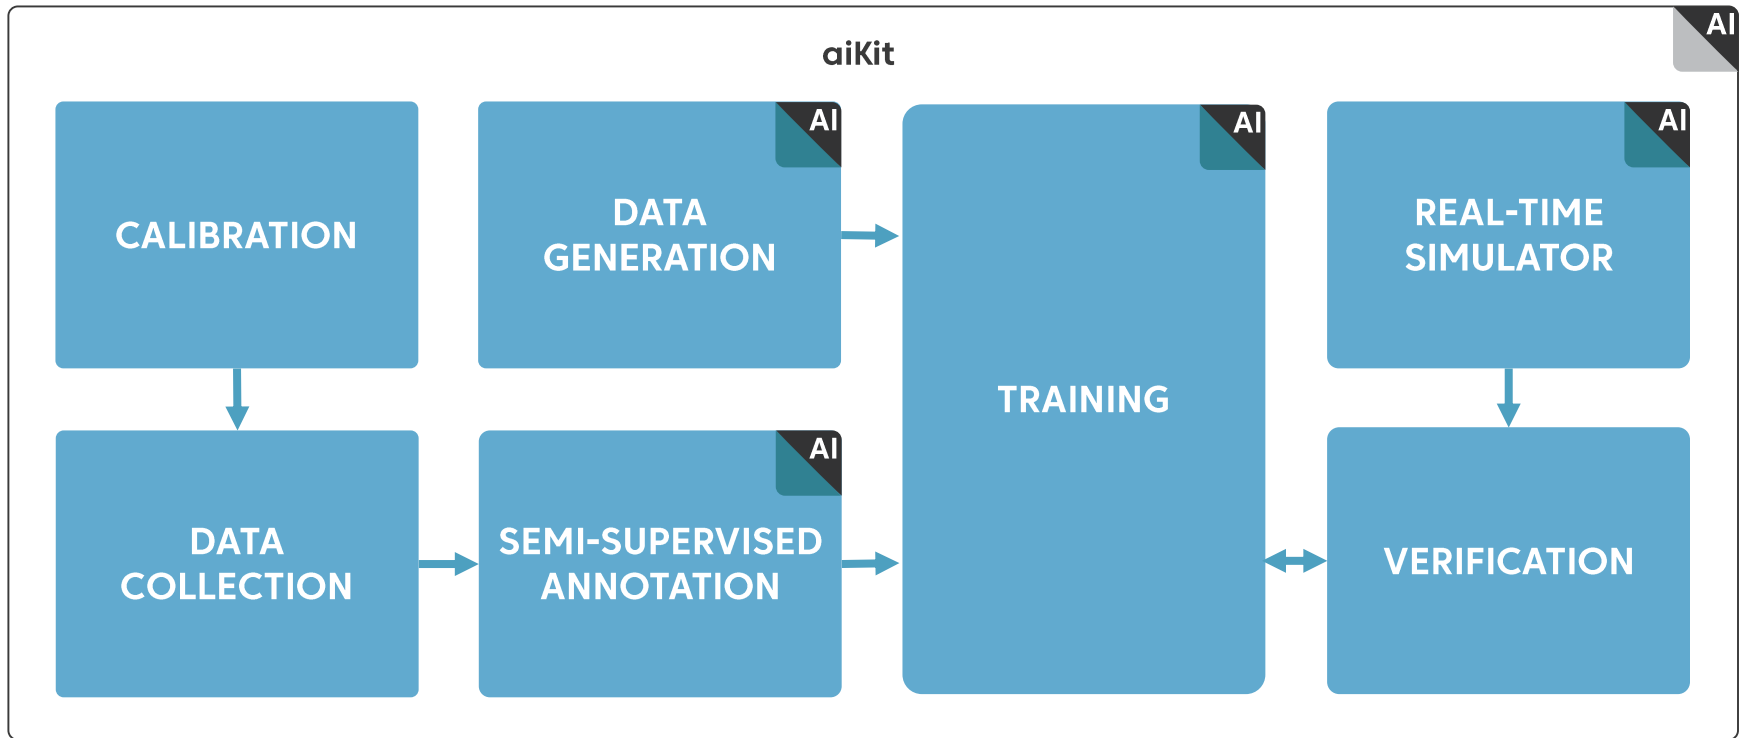 aiKit
AI
CALIBRATION
DATA
GENERATION
AI
TRAINING
AI
REAL-TIME
SIMULATOR
AI
DATA
COLLECTION
SEMI-SUPERVISED
ANNOTATION
AI
VERIFICATION